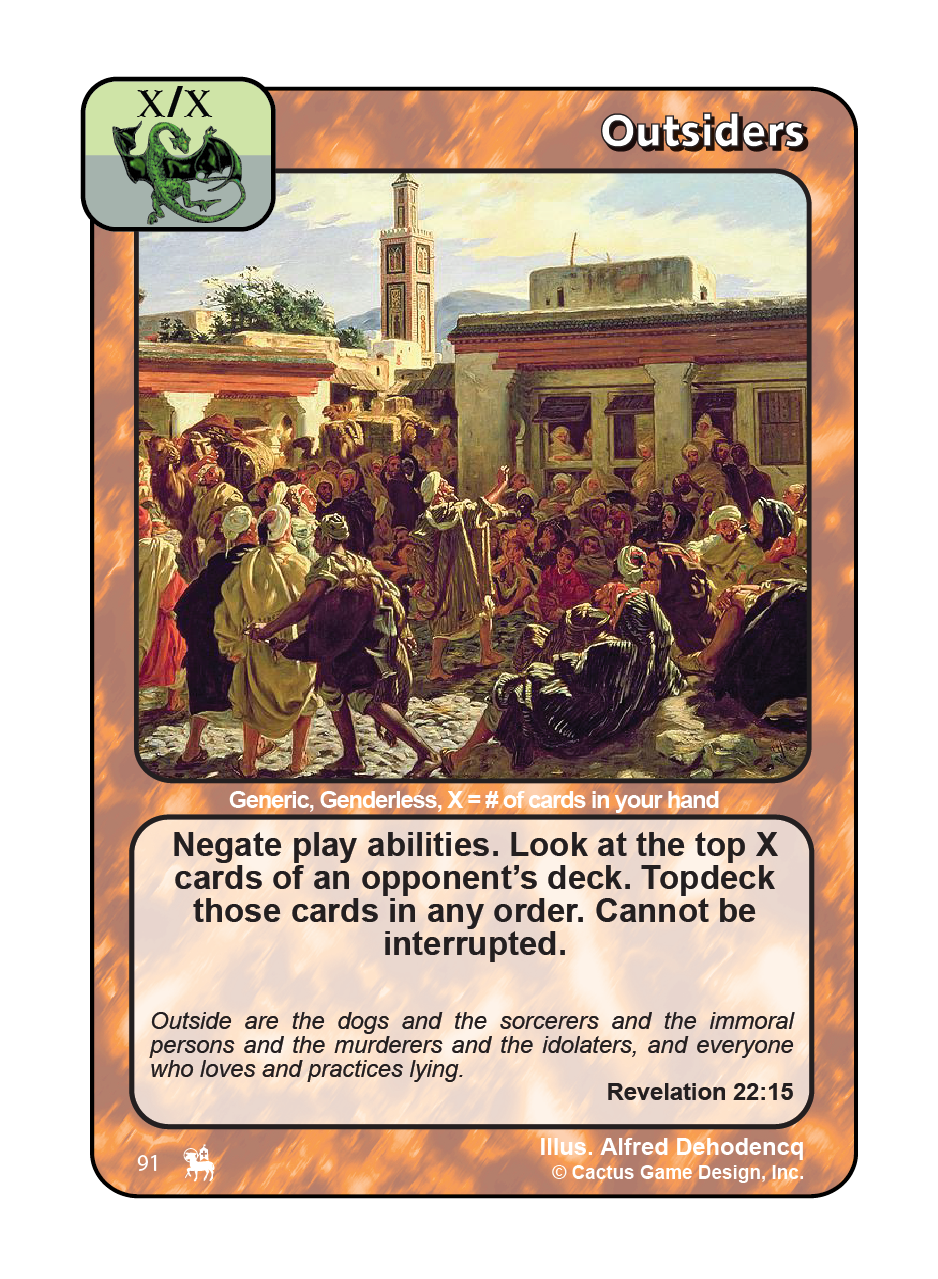 X/X
Outsiders
Generic, Genderless, X = # of cards in your hand
Negate play abilities. Look at the top X
cards of an opponent's deck. Topdeck
those cards in any order. Cannot be
interrupted.
Outside are the dogs and the sorcerers and the immoral
persons and the murderers and the idolaters, and everyone
who loves and practices lying.
Revelation 22:15
91
Illus. Alfred Dehodencq
© Cactus Game Design, Inc.